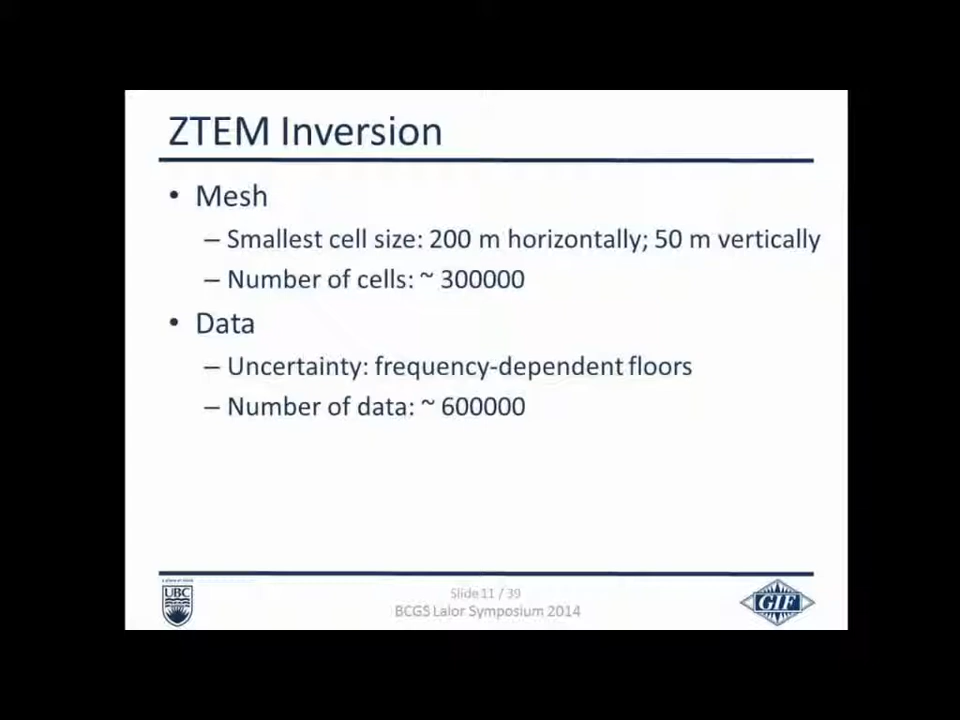 ZTEM Inversion
• Mesh
– Smallest cell size: 200 m horizontally; 50 m vertically
– Number of cells: ~ 300000
• Data
– Uncertainty: frequency-dependent floors
– Number of data: ~ 600000
UBC
Slide 11 / 39
BCGS Lalor Symposium 2014
GIF